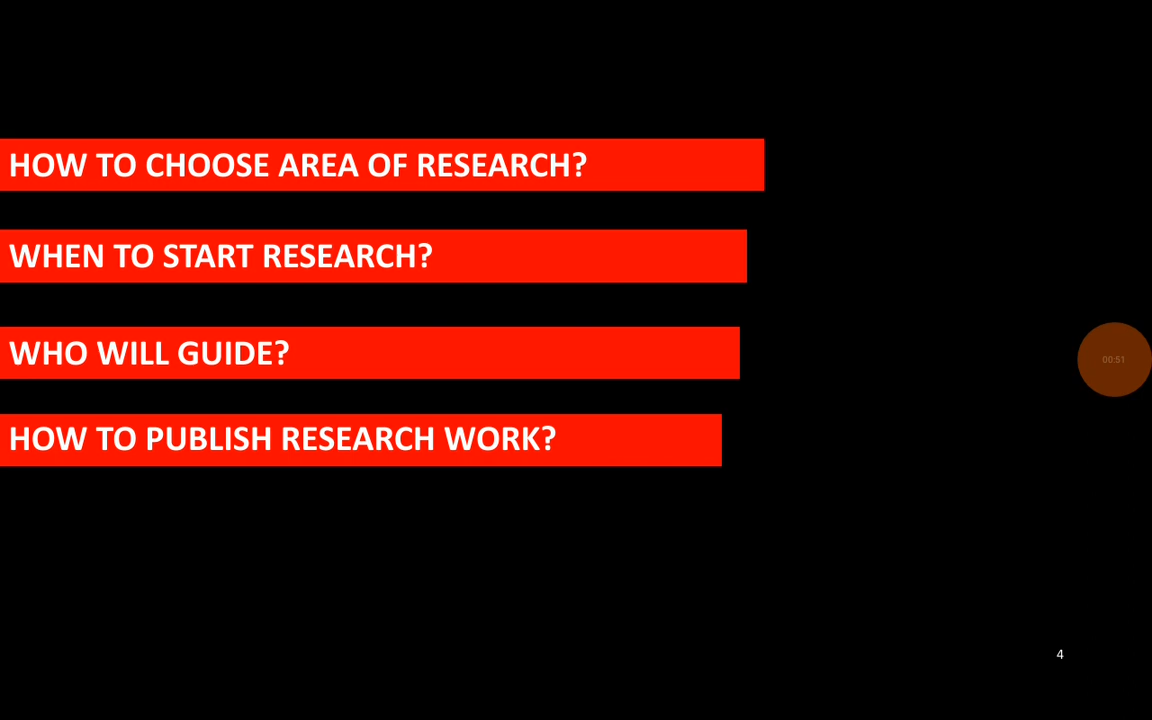 HOW TO CHOOSE AREA OF RESEARCH?
WHEN TO START RESEARCH?
WHO WILL GUIDE?
00:51
HOW TO PUBLISH RESEARCH WORK?
4